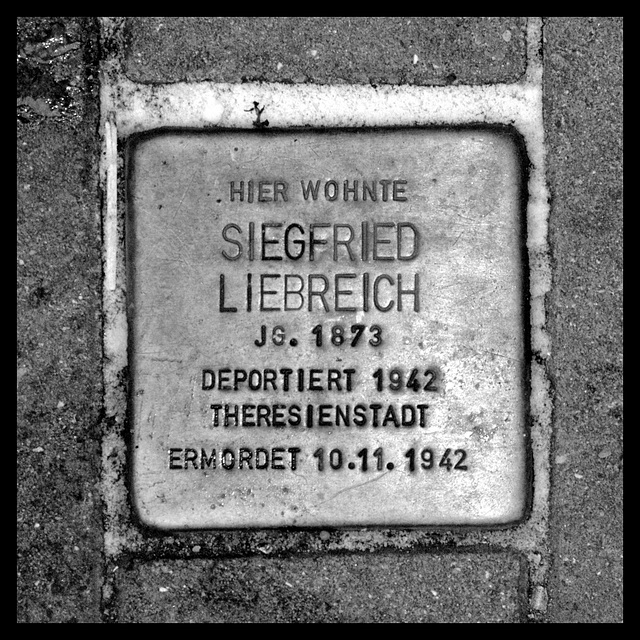 HIER WOHNTE
SIEGFRIED
LIEBREICH
JG. 1873
DEPORTIERT 1942
THERESIENSTADT
ERMORDET 10.11.1942